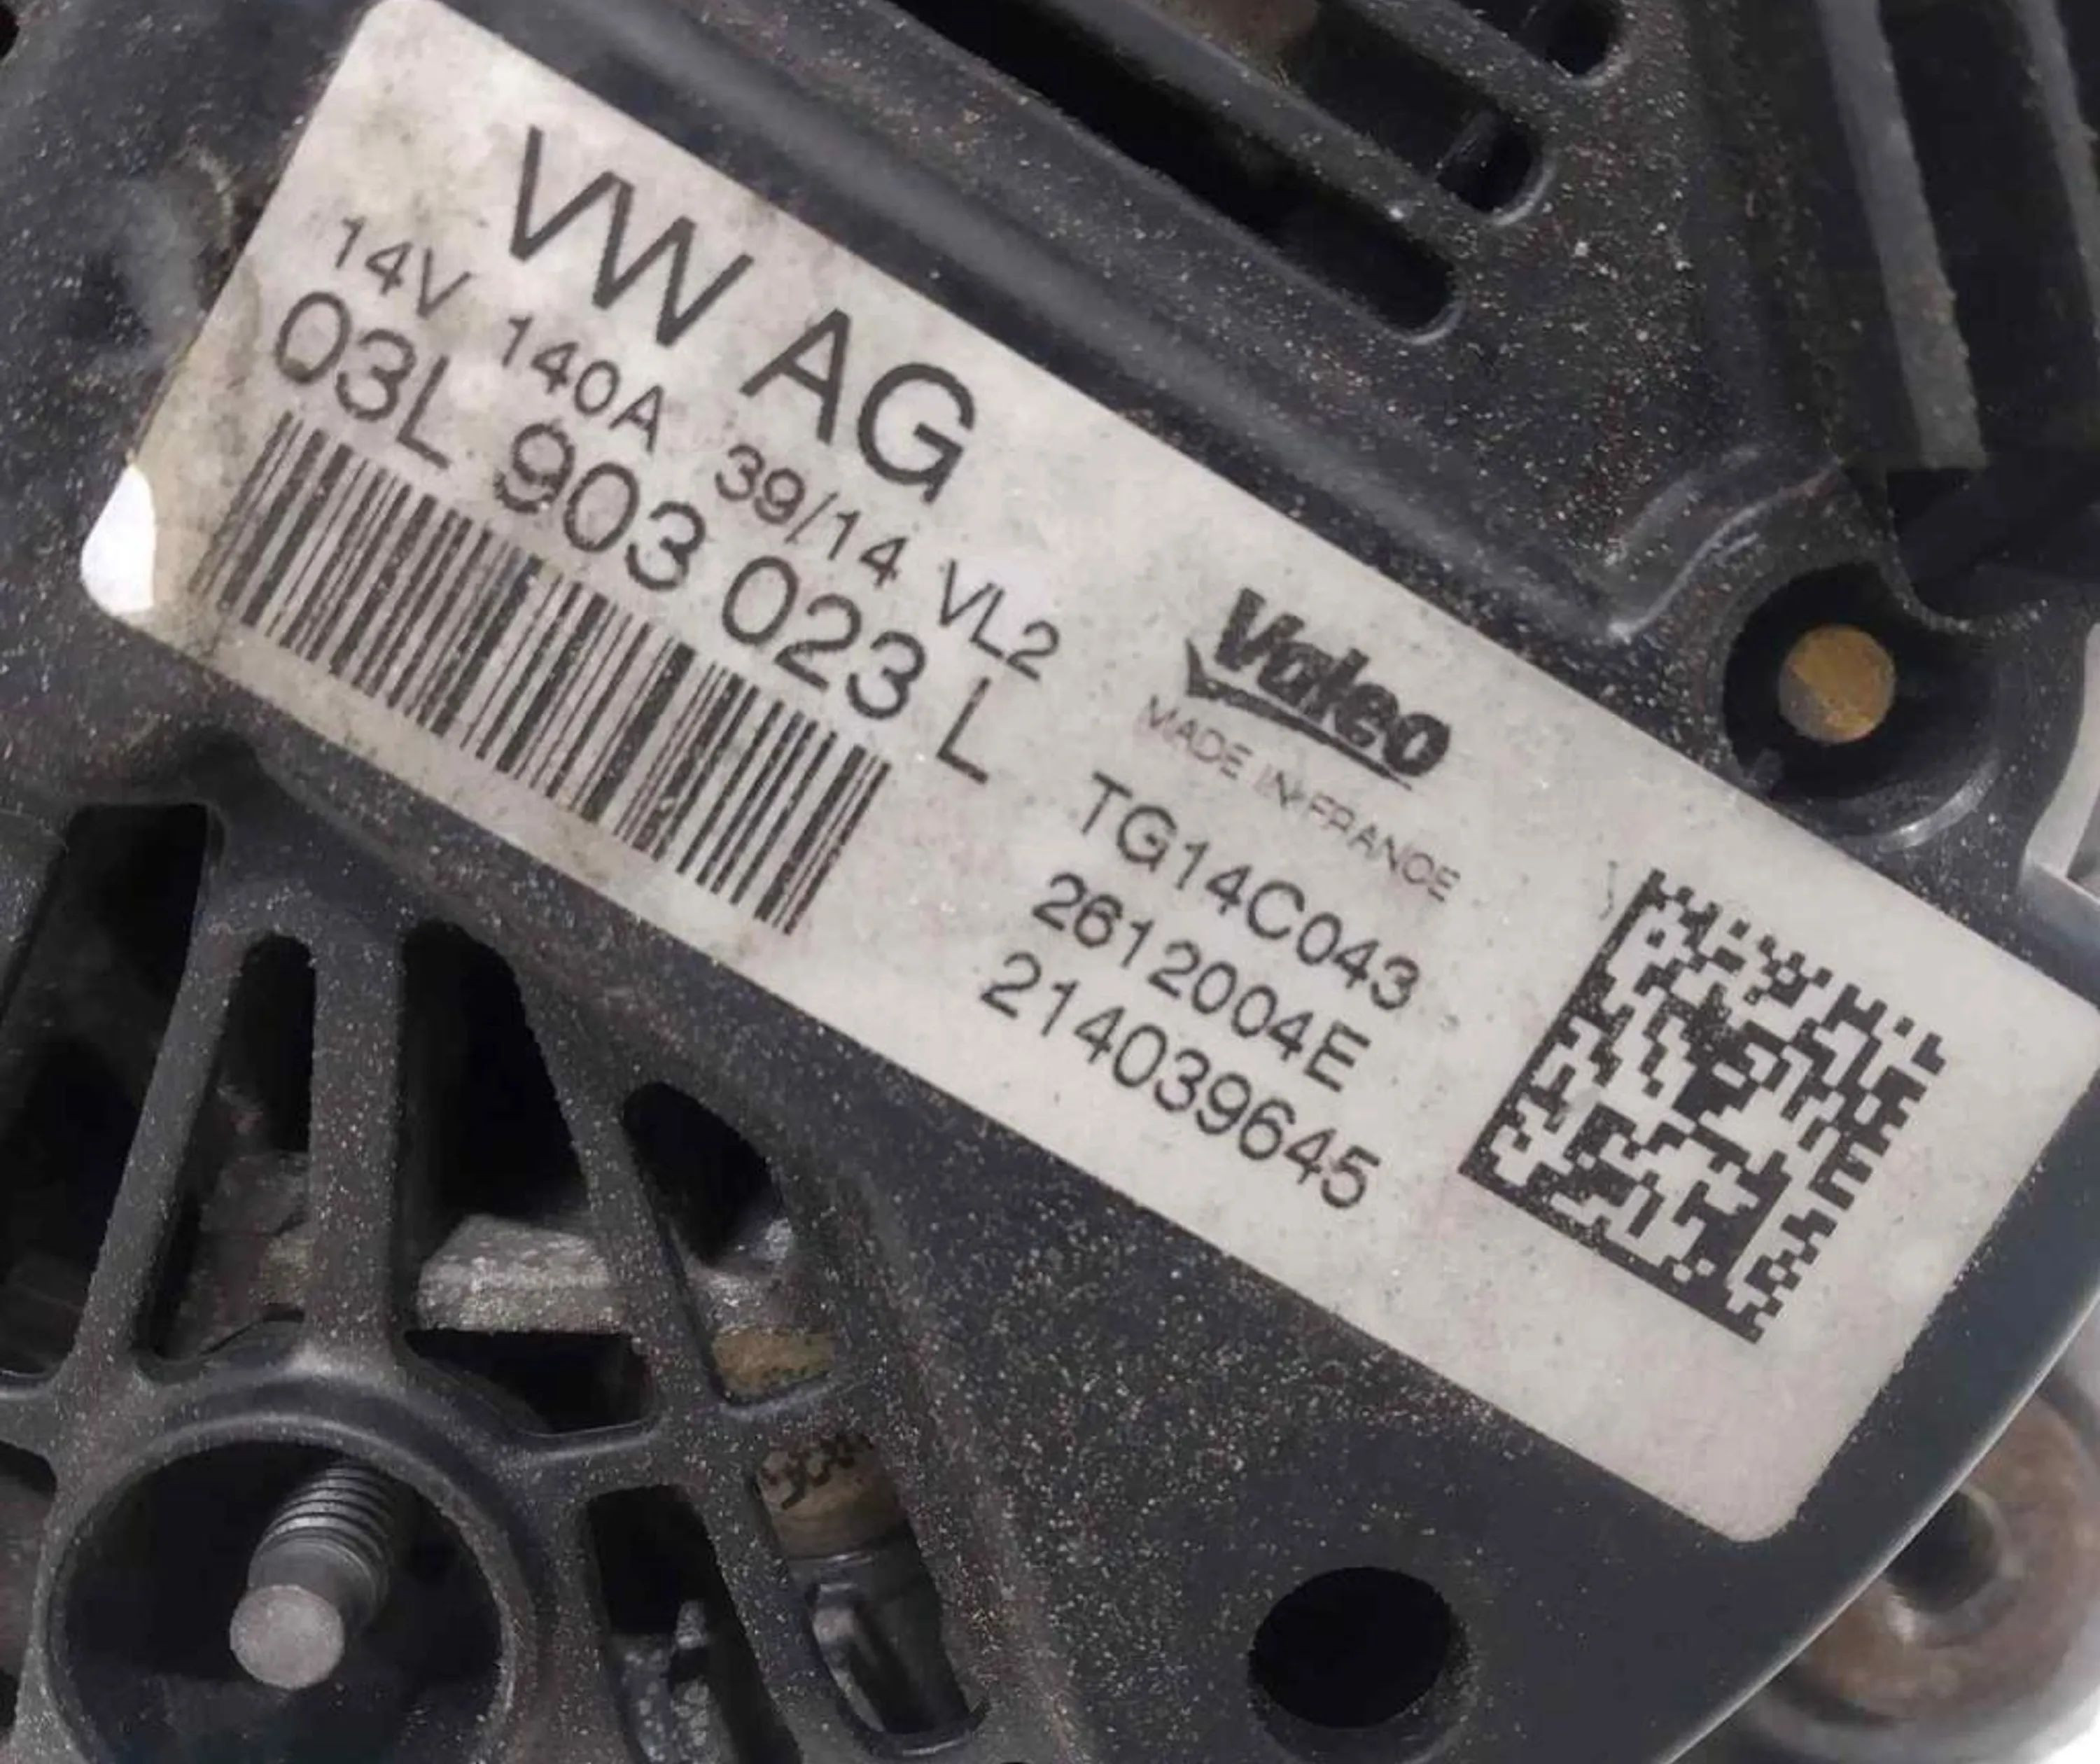 VW AG
14V 140A 39/14 VL2
03L 903 023 L
Valeo
MADE IN FRANCE
TG14C043
2612004E
214039645